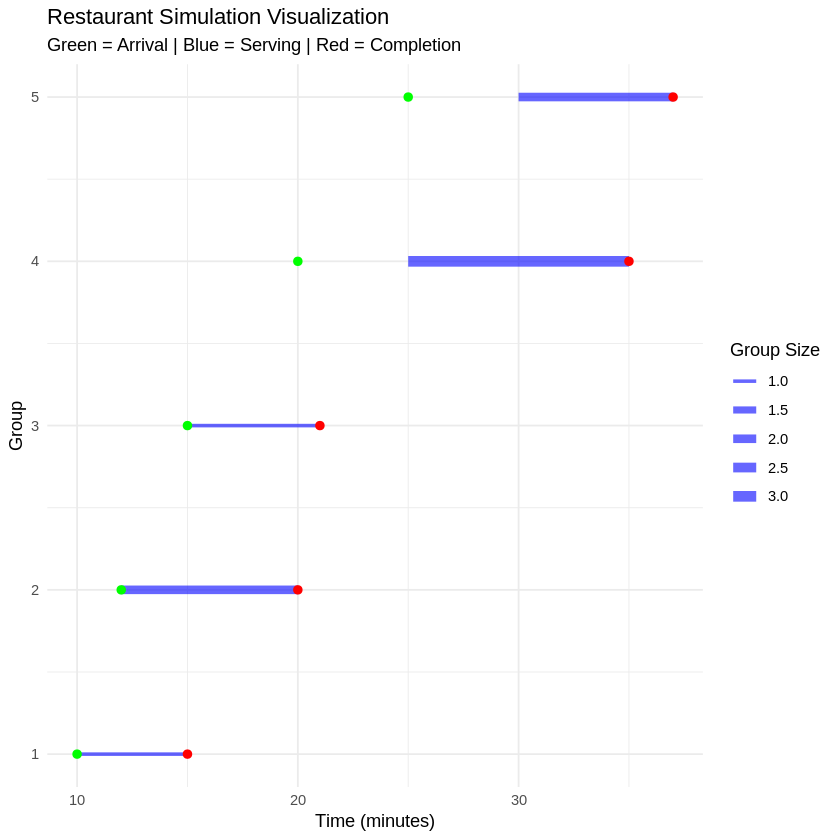 Restaurant Simulation Visualization
Green = Arrival | Blue = Serving | Red = Completion
5
4
3
2
1
Group
10 20 30
Time (minutes)
Group Size
1.0
1.5
2.0
2.5
3.0